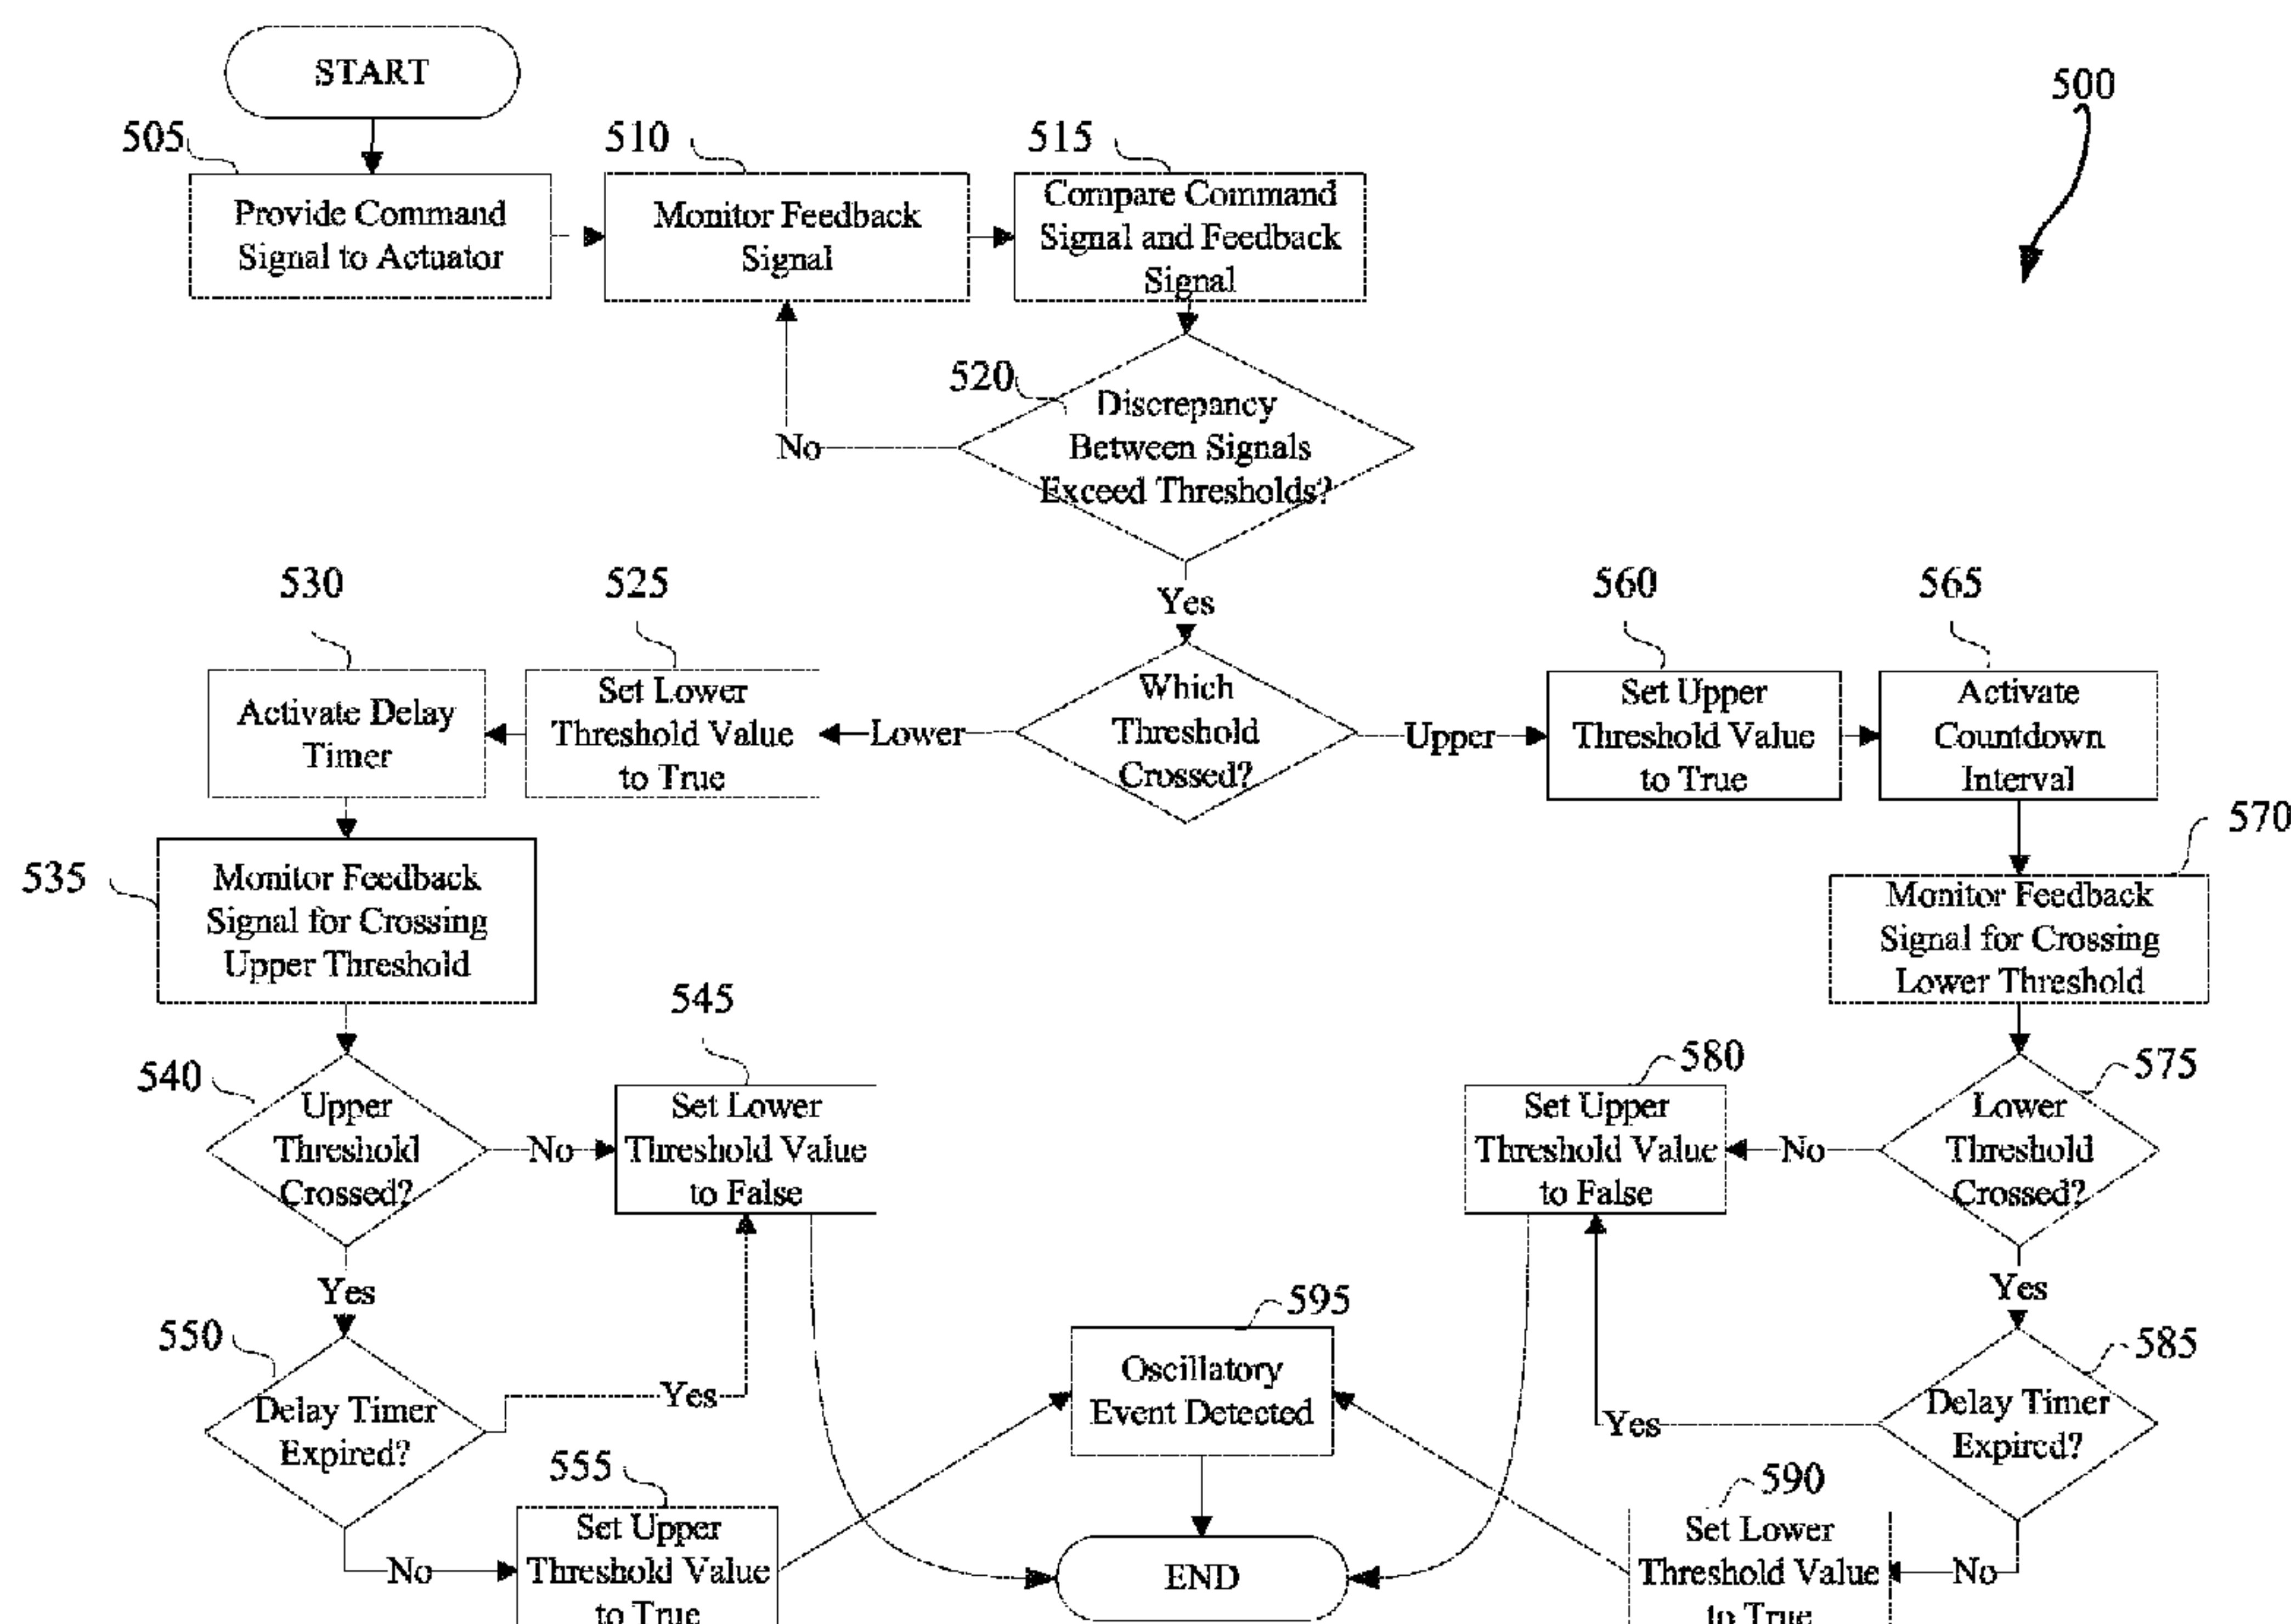 START
500
505
510
515
Provide Command
Signal to Actuator
Monitor Feedback
Signal
Compare Command
Signal and Feedback
Signal
520
Discrepancy
Between Signals
Exceed Thresholds?
No
Yes
530
525
560
565
Activate Delay
Timer
Set Lower
Threshold Value
to True
Lower
Which
Threshold
Crossed?
Upper
Set Upper
Threshold Value
to True
Activate
Countdown
Interval
570
535
Monitor Feedback
Signal for Crossing
Upper Threshold
Monitor Feedback
Signal for Crossing
Lower Threshold
545
540
580
575
Upper
Threshold
Crossed?
No
Set Lower
Threshold Value
to False
Set Upper
Threshold Value
to False
No
Lower
Threshold
Crossed?
Yes
Yes
550
595
585
Delay Timer
Expired?
Yes
Oscillatory
Event Detected
Yes
Delay Timer
Expired?
555
590
No
Set Upper
Threshold Value
to True
END
Set Lower
Threshold Value
to True
No